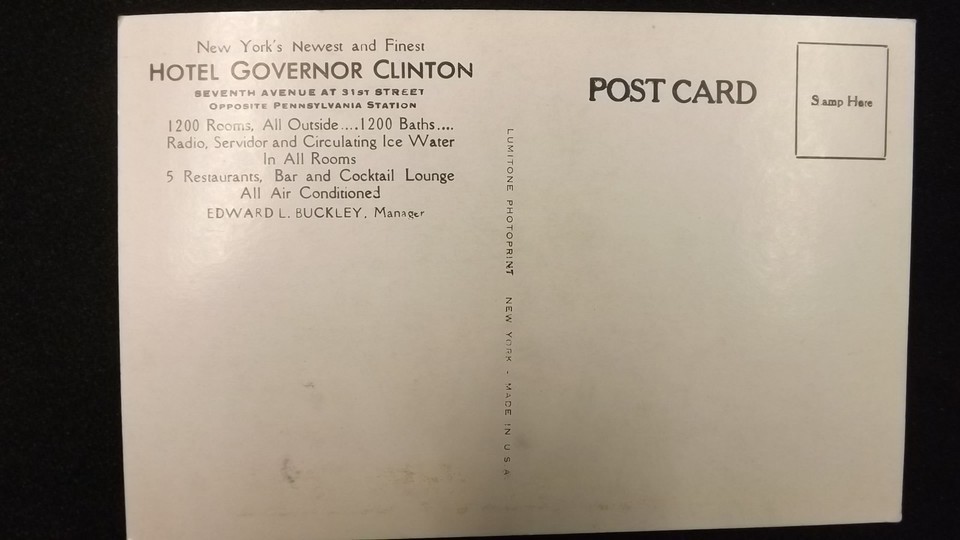 New York's Newest and Finest
HOTEL GOVERNOR CLINTON
SEVENTH AVENUE AT 31ST STREET
OPPOSITE PENNSYLVANIA STATION
1200 Rooms, All Outside....1200 Baths....
Radio, Servidor and Circulating Ice Water
In All Rooms
5 Restaurants, Bar and Cocktail Lounge
All Air Conditioned
EDWARD L. BUCKLEY, Manager
LUMITONE PHOTOPRINT NEW YORK - MADE IN U S A
POST CARD
Stamp Here